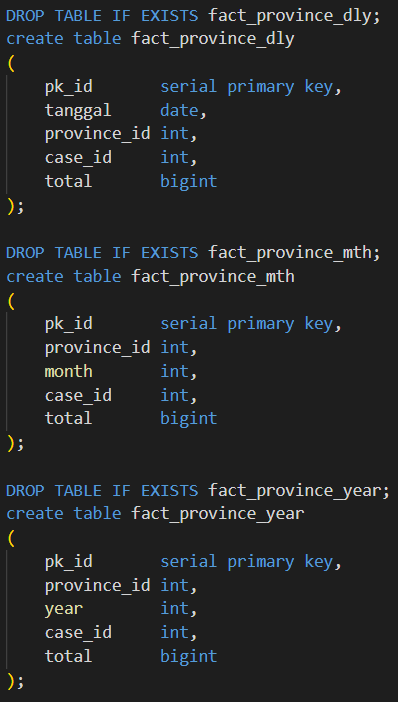 DROP TABLE IF EXISTS fact_province_dly;
create table fact_province_dly
(
    pk_id       serial primary key,
    tanggal     date,
    province_id int,
    case_id     int,
    total       bigint
);

DROP TABLE IF EXISTS fact_province_mth;
create table fact_province_mth
(
    pk_id       serial primary key,
    province_id int,
    month       int,
    case_id     int,
    total       bigint
);

DROP TABLE IF EXISTS fact_province_year;
create table fact_province_year
(
    pk_id       serial primary key,
    province_id int,
    year        int,
    case_id     int,
    total       bigint
);